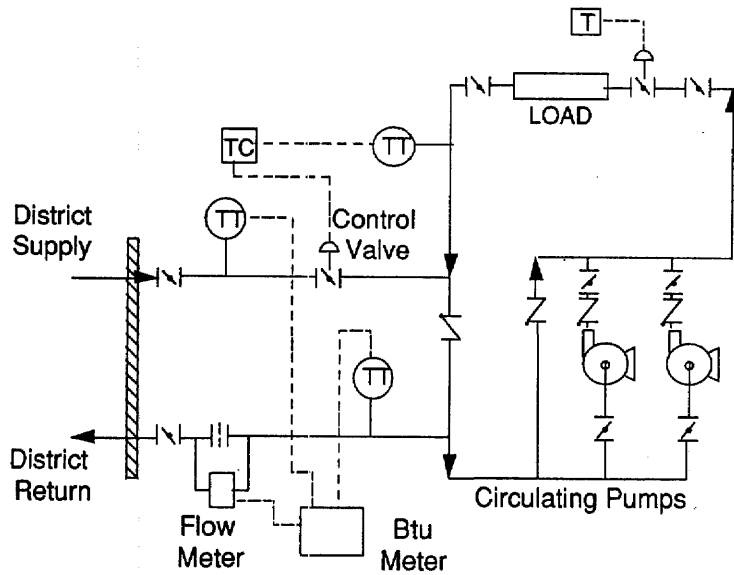 T
LOAD
TC
TT
TT
District
Supply
Control
Valve
TT
District
Return
Circulating Pumps
Flow
Meter
Btu
Meter